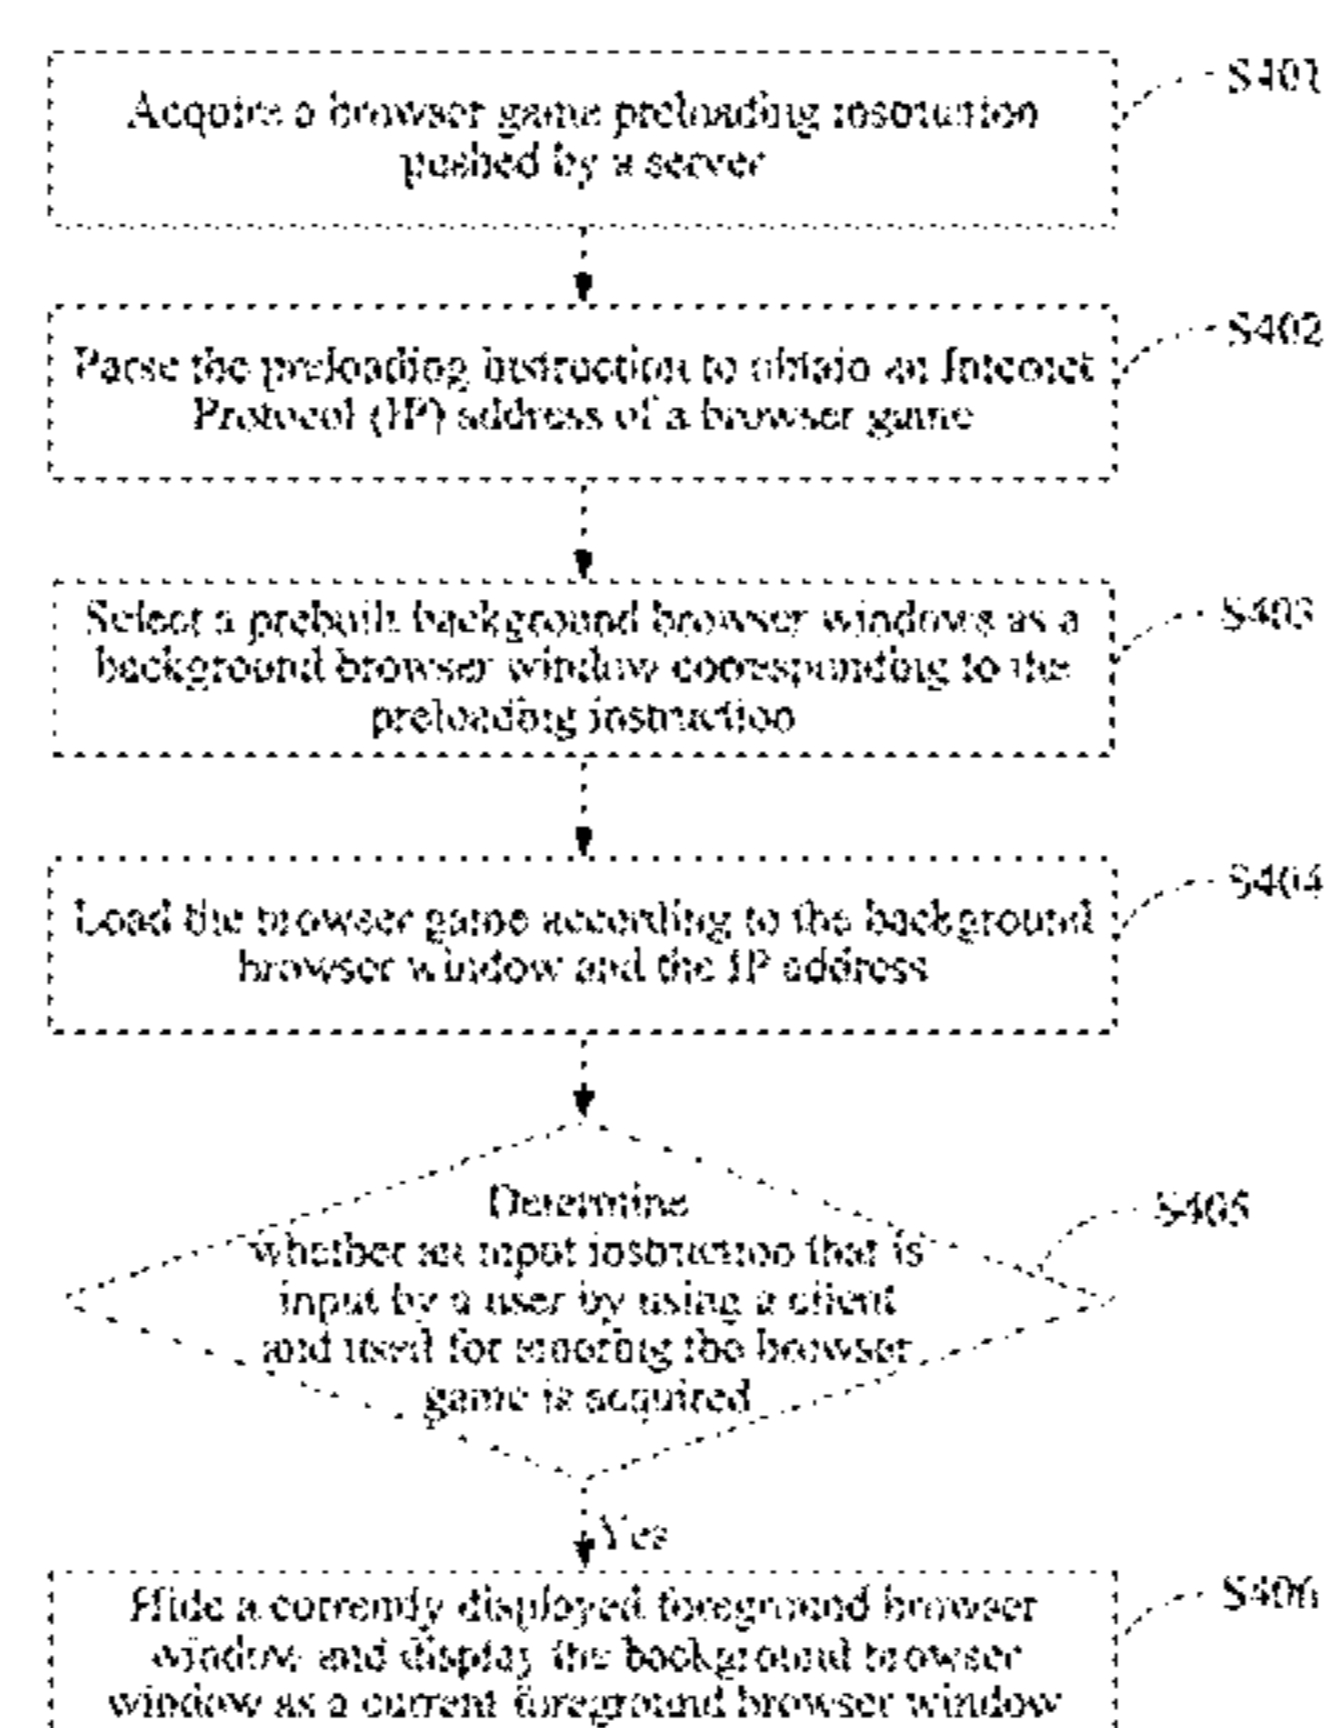 Acquire a browser game preloading instruction
pushed by a server
S401
Parse the preloading instruction to obtain an Internet
Protocol (IP) address of a browser game
S402
Select a prebuilt background browser windows as a
background browser window corresponding to the
preloading instruction
S403
Load the browser game according to the background
browser window and the IP address
S404
Determine
whether an input instruction that is
input by a user by using a client
and used for entering the browser
game is acquired
S405
Yes
Hide a currently displayed foreground browser
window and display the background browser
window as a current foreground browser window
S406